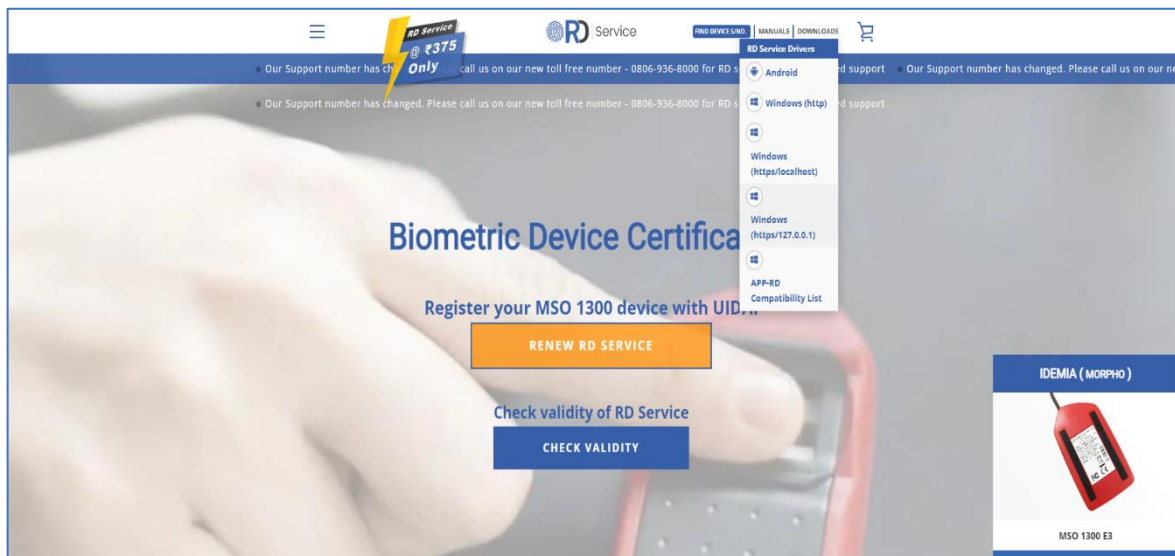 RD Service
@ ₹375
Only
RD Service
FIND DEVICE S/NO. | MANUALS | DOWNLOADS
Our Support number has ch call us on our new toll free number - 0806-936-8000 for RD s d support
Our Support number has changed. Please call us on our ne
Our Support number has changed. Please call us on our new toll free number - 0806-936-8000 for RD se ed support
RD Service Drivers
Android
Windows (http)
Windows
(https/localhost)
Windows
(https/127.0.0.1)
APP-RD
Compatibility List
Biometric Device Certifica
Register your MSO 1300 device with UIDAI
RENEW RD SERVICE
Check validity of RD Service
CHECK VALIDITY
IDEMIA ( MORPHO )
MSO 1300 E3